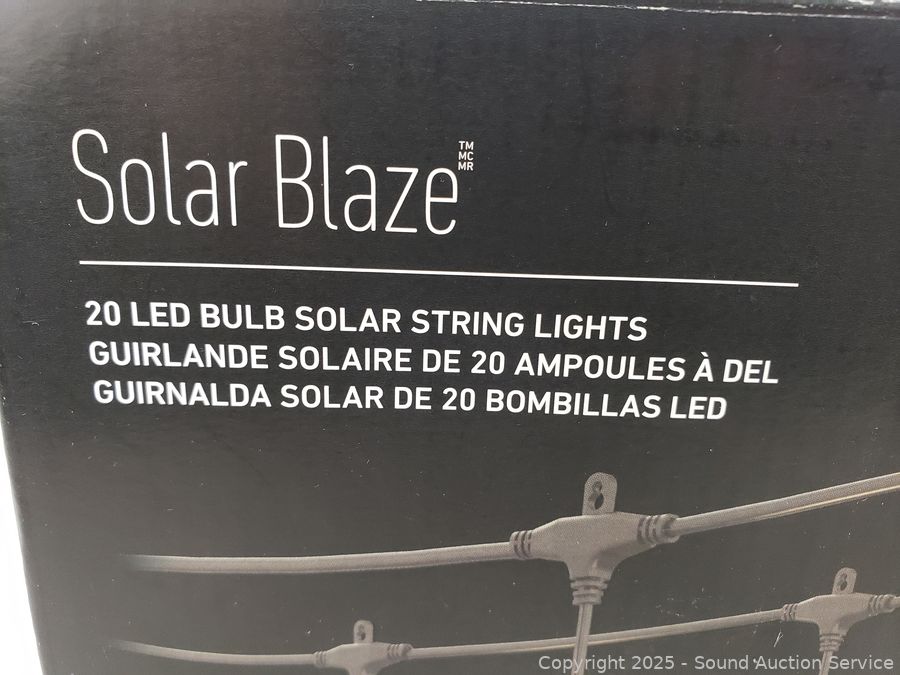 Solar Blaze
TM
MC
MR
20 LED BULB SOLAR STRING LIGHTS
GUIRLANDE SOLAIRE DE 20 AMPOULES À DEL
GUIRNALDA SOLAR DE 20 BOMBILLAS LED
Copyright 2025 - Sound Auction Service